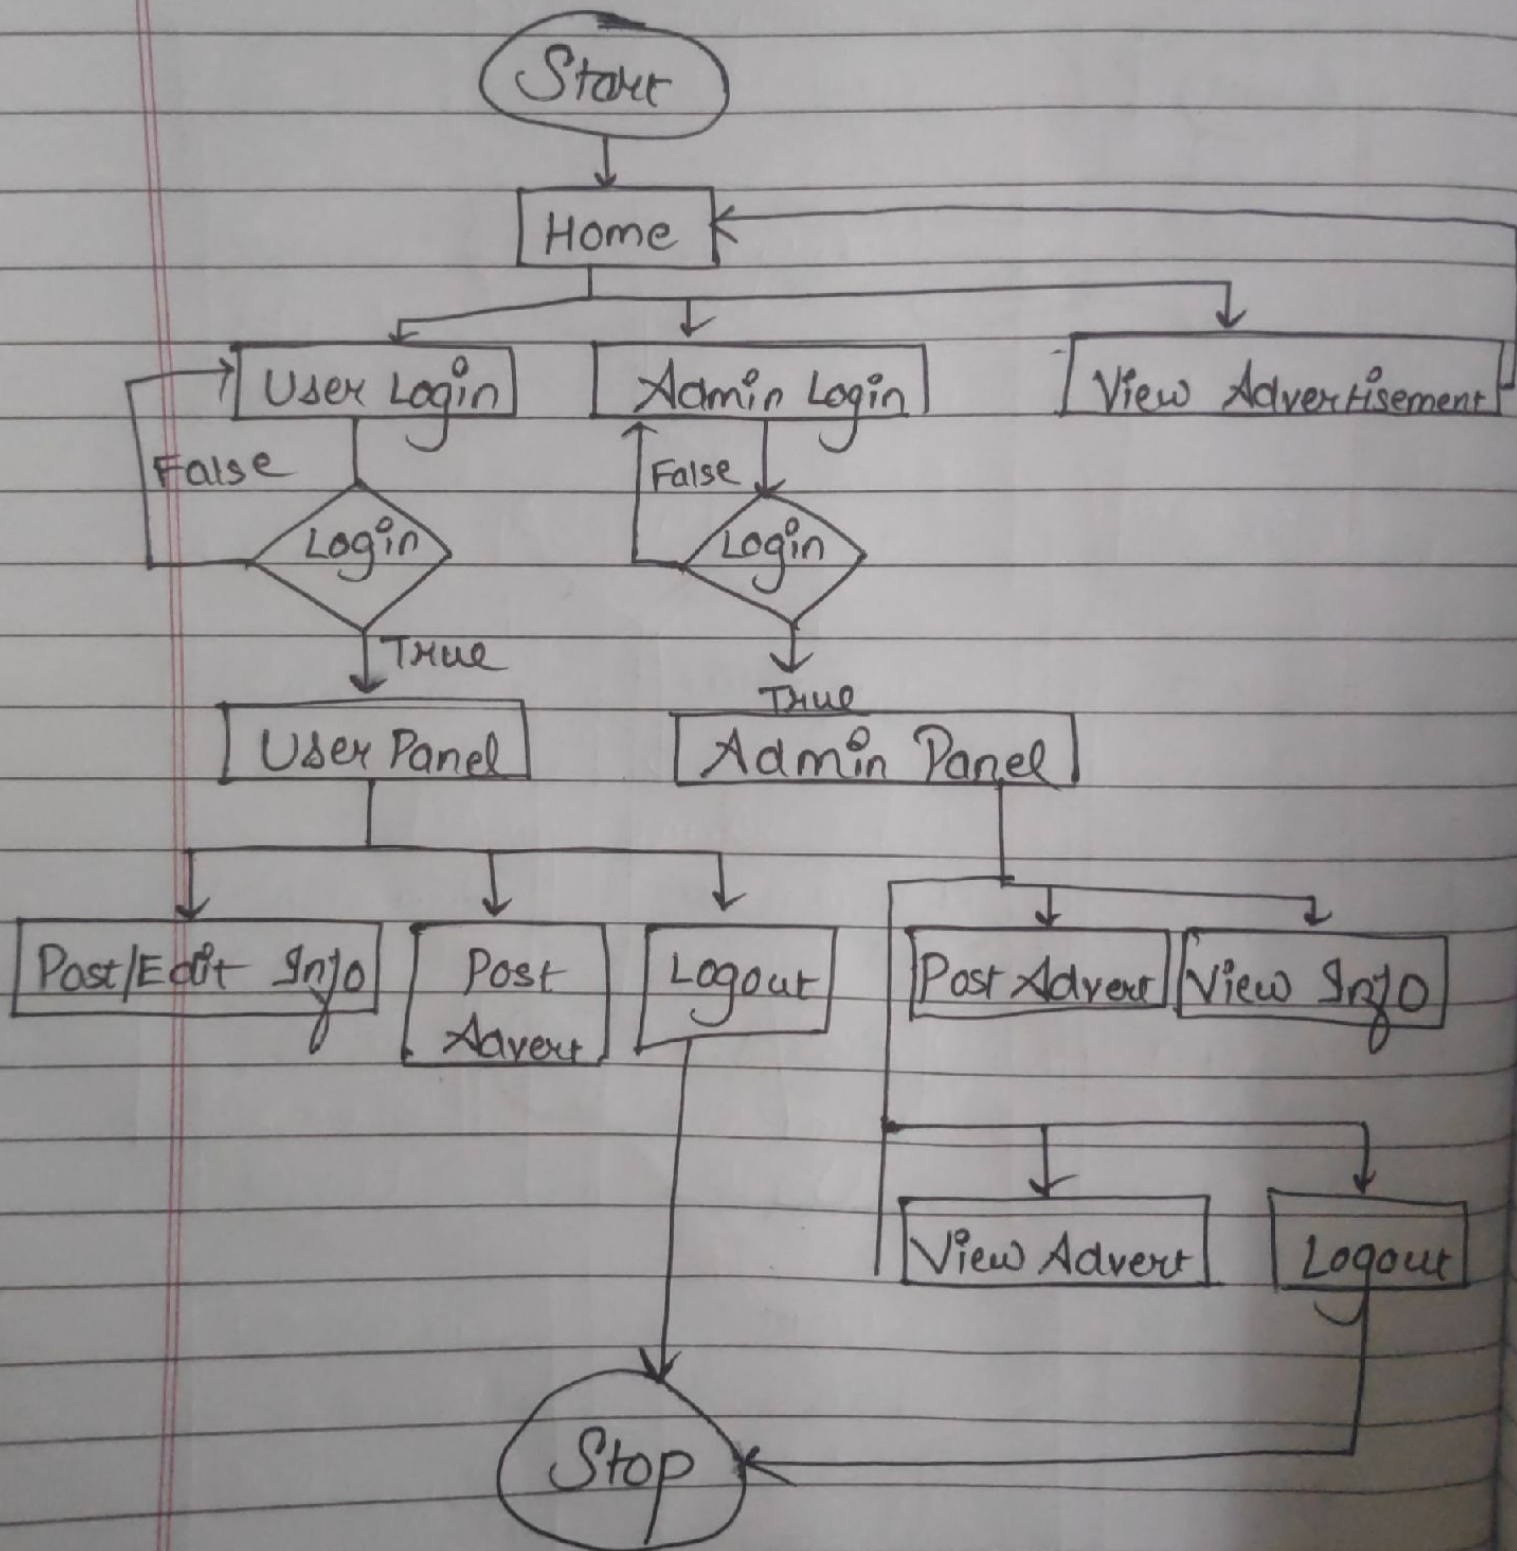 Start
Home
User Login
Admin Login
View Advertisement
False
False
Login
Login
True
True
User Panel
Admin Panel
Post/Edit Info
Post
Advert
Logout
Post Advert
View Info
View Advert
Logout
Stop